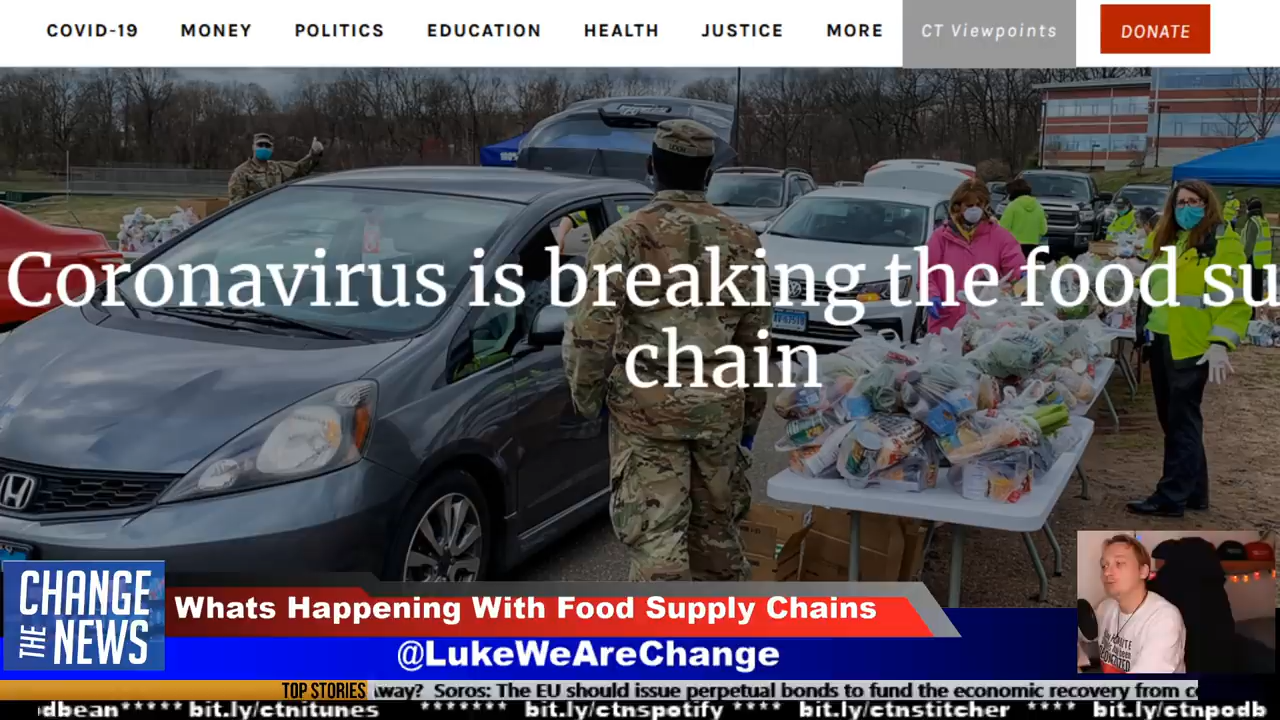 COVID-19 MONEY POLITICS EDUCATION HEALTH JUSTICE MORE CT Viewpoints DONATE
Coronavirus is breaking the food su
chain
CHANGE
THE NEWS
Whats Happening With Food Supply Chains
@LukeWeAreChange
TOP STORIES way? Soros: The EU should issue perpetual bonds to fund the economic recovery from c
dbean***** bit.ly/ctnitunes ******* bit.ly/ctnspotify **** bit.ly/ctnstitcher **** bit.ly/ctnpodb